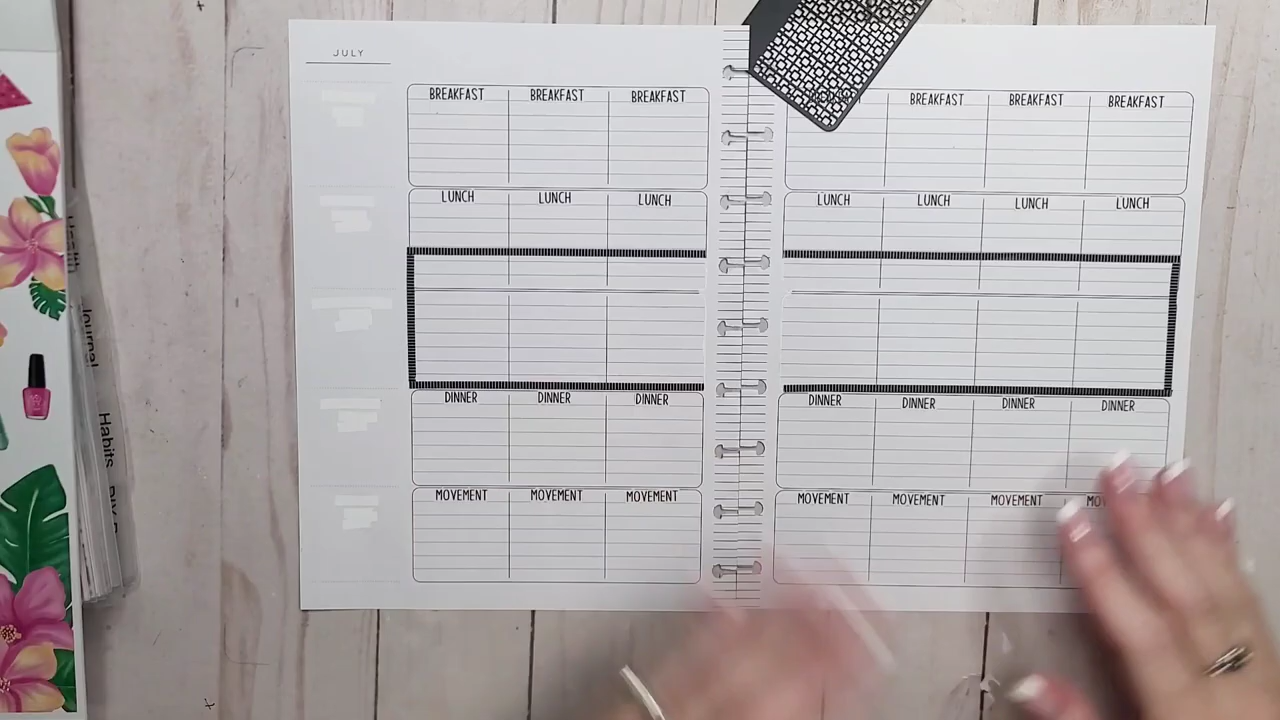 JULY
BREAKFAST BREAKFAST BREAKFAST
LUNCH LUNCH LUNCH
DINNER DINNER DINNER
MOVEMENT MOVEMENT MOVEMENT
BREAKFAST BREAKFAST BREAKFAST
LUNCH LUNCH LUNCH LUNCH
DINNER DINNER DINNER DINNER
MOVEMENT MOVEMENT MOVEMENT
Health
Journal
Habits